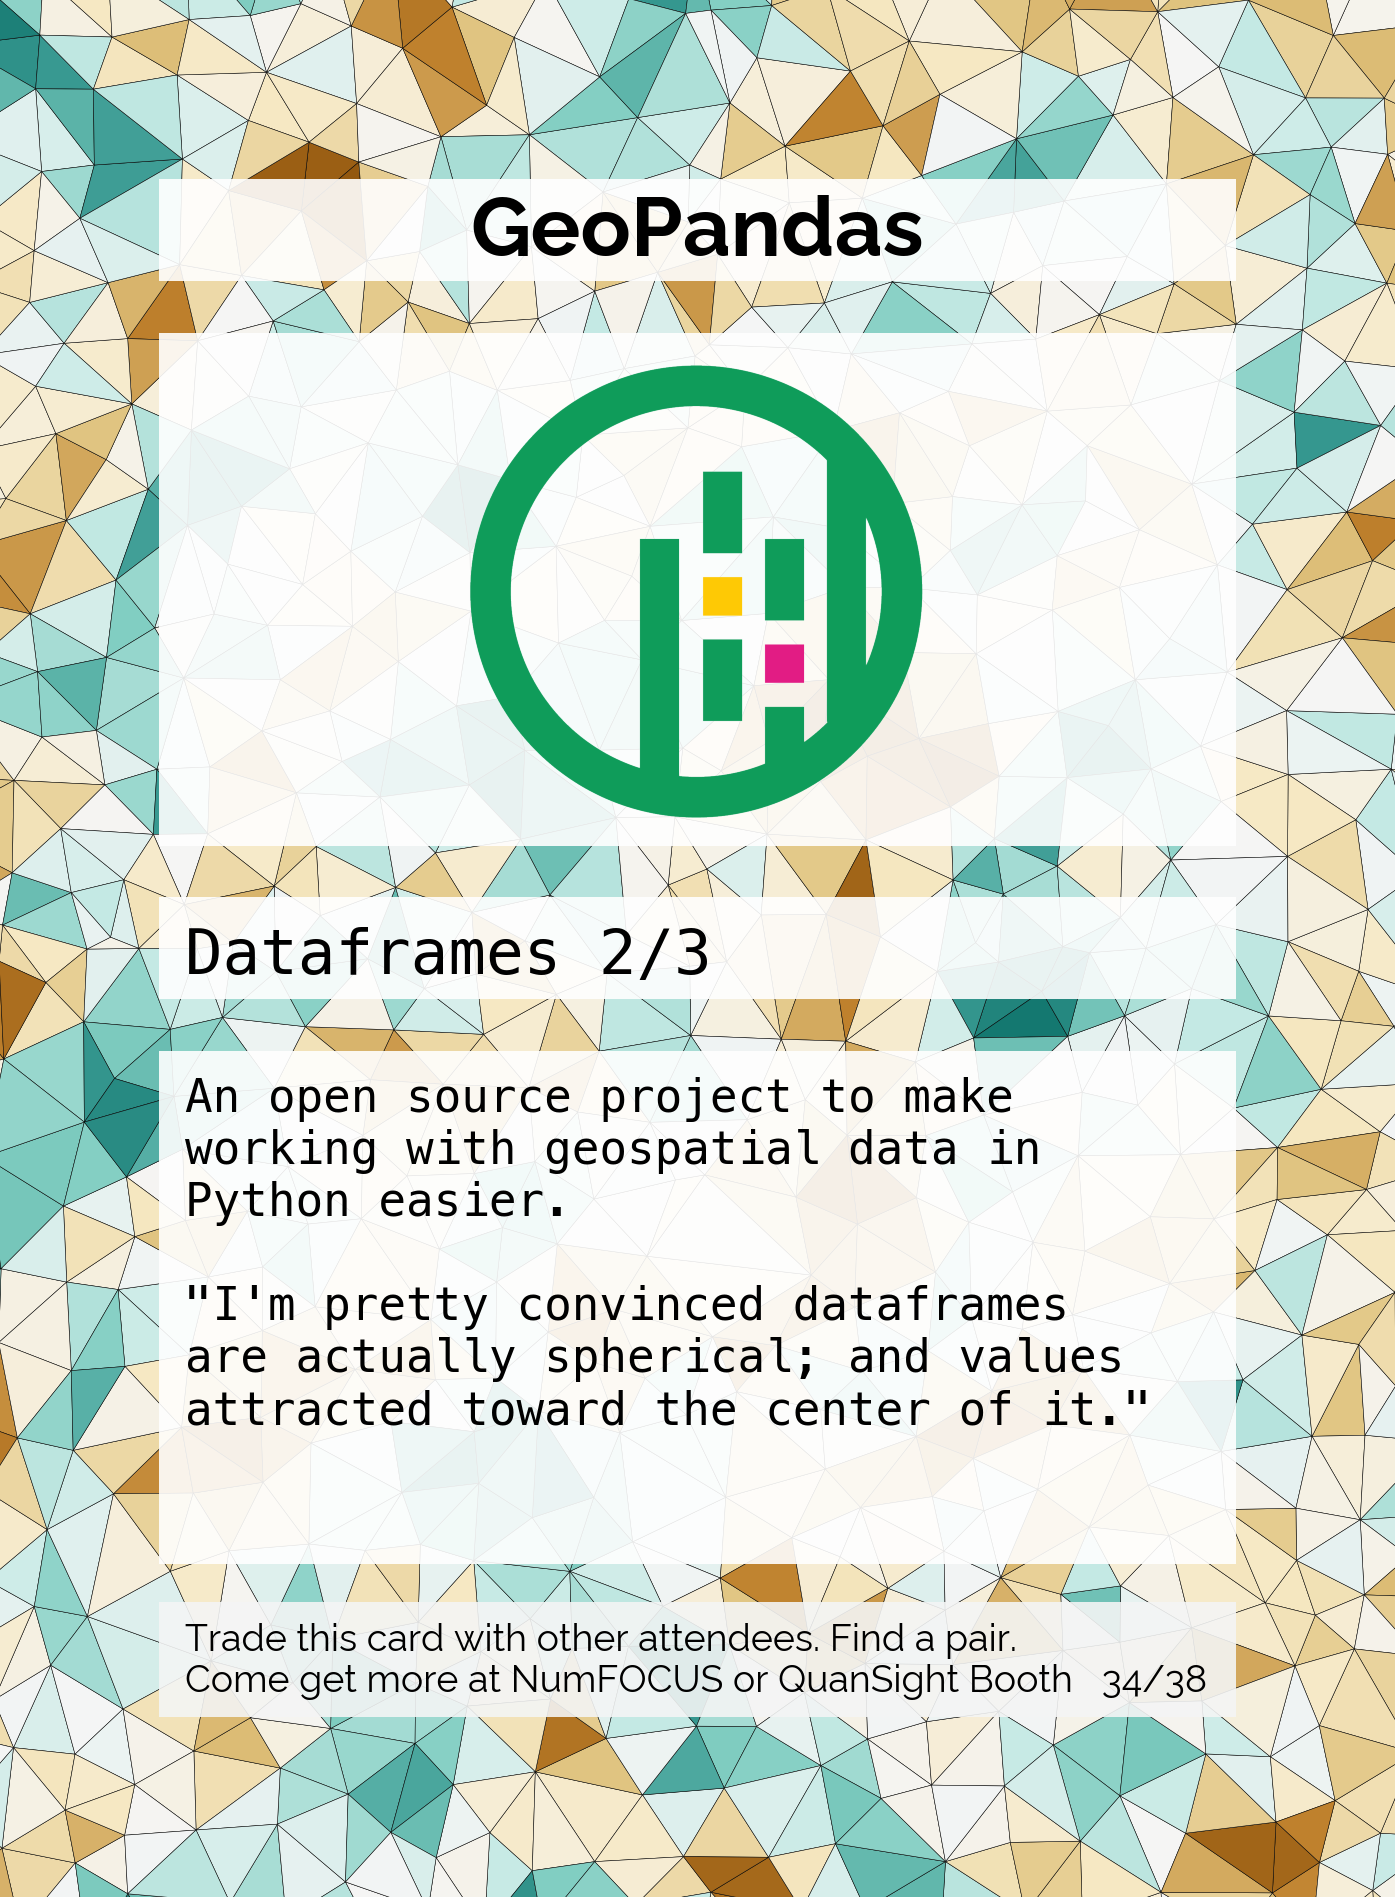 GeoPandas
Dataframes 2/3
An open source project to make
working with geospatial data in
Python easier.
"I'm pretty convinced dataframes
are actually spherical; and values
attracted toward the center of it."
Trade this card with other attendees. Find a pair.
Come get more at NumFOCUS or QuanSight Booth 34/38